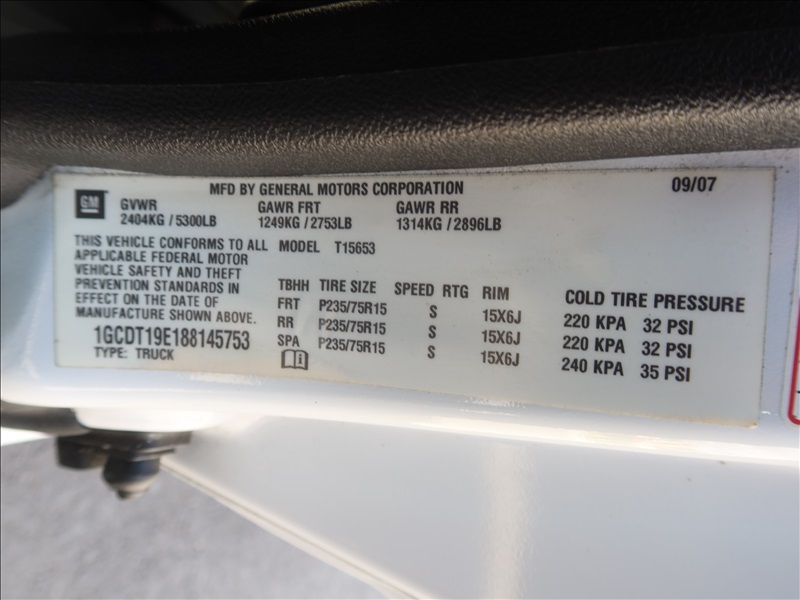 MFD BY GENERAL MOTORS CORPORATION 09/07
GM
GVWR GAWR FRT GAWR RR
2404KG / 5300LB 1249KG / 2753LB 1314KG / 2896LB
THIS VEHICLE CONFORMS TO ALL
APPLICABLE FEDERAL MOTOR
VEHICLE SAFETY AND THEFT
PREVENTION STANDARDS IN
EFFECT ON THE DATE OF
MANUFACTURE SHOWN ABOVE.
1GCDT19E188145753
TYPE: TRUCK
MODEL T15653
TBHH TIRE SIZE SPEED RTG RIM COLD TIRE PRESSURE
FRT P235/75R15 S 15X6J 220 KPA 32 PSI
RR P235/75R15 S 15X6J 220 KPA 32 PSI
SPA P235/75R15 S 15X6J 240 KPA 35 PSI